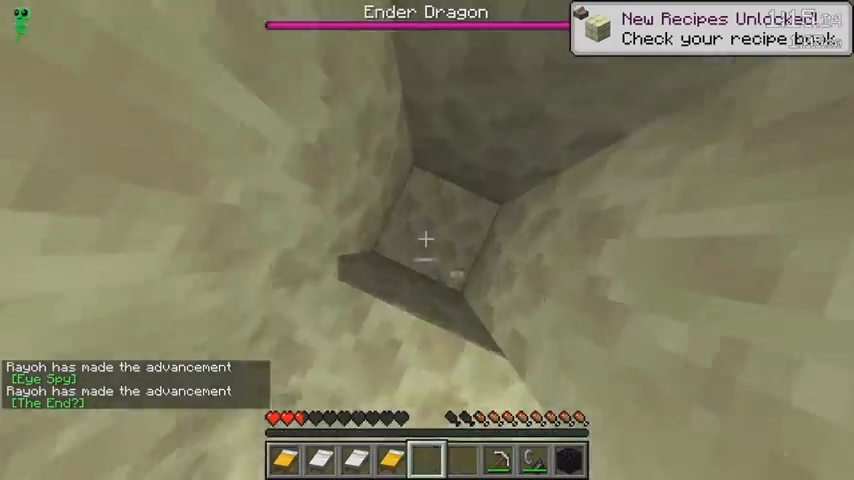 Ender Dragon
New Recipes Unlocked!
Check your recipe book
Rayoh has made the advancement
[Eye Spy]
Rayoh has made the advancement
[The End?]